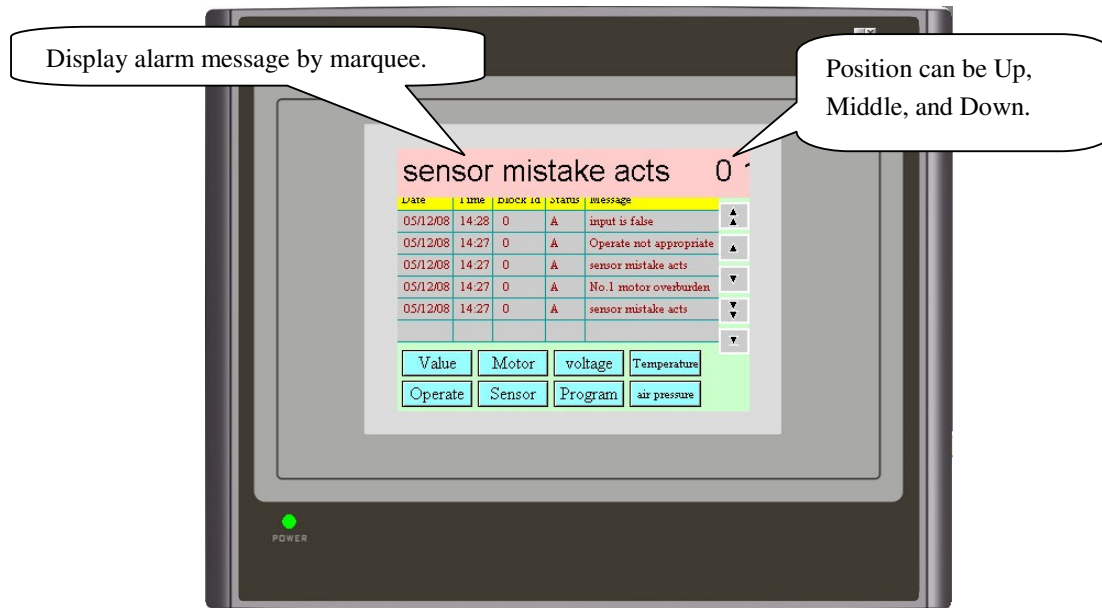 Display alarm message by marquee.
Position can be Up,
Middle, and Down.
sensor mistake acts 0
Date Time Block Id Status Message
05/12/08 14:28 0 A input is false
05/12/08 14:27 0 A Operate not appropriate
05/12/08 14:27 0 A sensor mistake acts
05/12/08 14:27 0 A No.1 motor overburden
05/12/08 14:27 0 A sensor mistake acts
Value Motor voltage Temperature
Operate Sensor Program air pressure
POWER